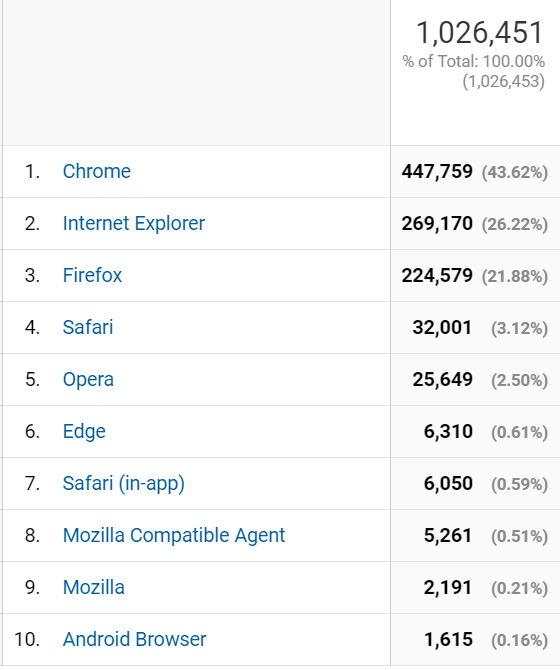 1,026,451
% of Total: 100.00%
(1,026,453)
1. Chrome 447,759 (43.62%)
2. Internet Explorer 269,170 (26.22%)
3. Firefox 224,579 (21.88%)
4. Safari 32,001 (3.12%)
5. Opera 25,649 (2.50%)
6. Edge 6,310 (0.61%)
7. Safari (in-app) 6,050 (0.59%)
8. Mozilla Compatible Agent 5,261 (0.51%)
9. Mozilla 2,191 (0.21%)
10. Android Browser 1,615 (0.16%)